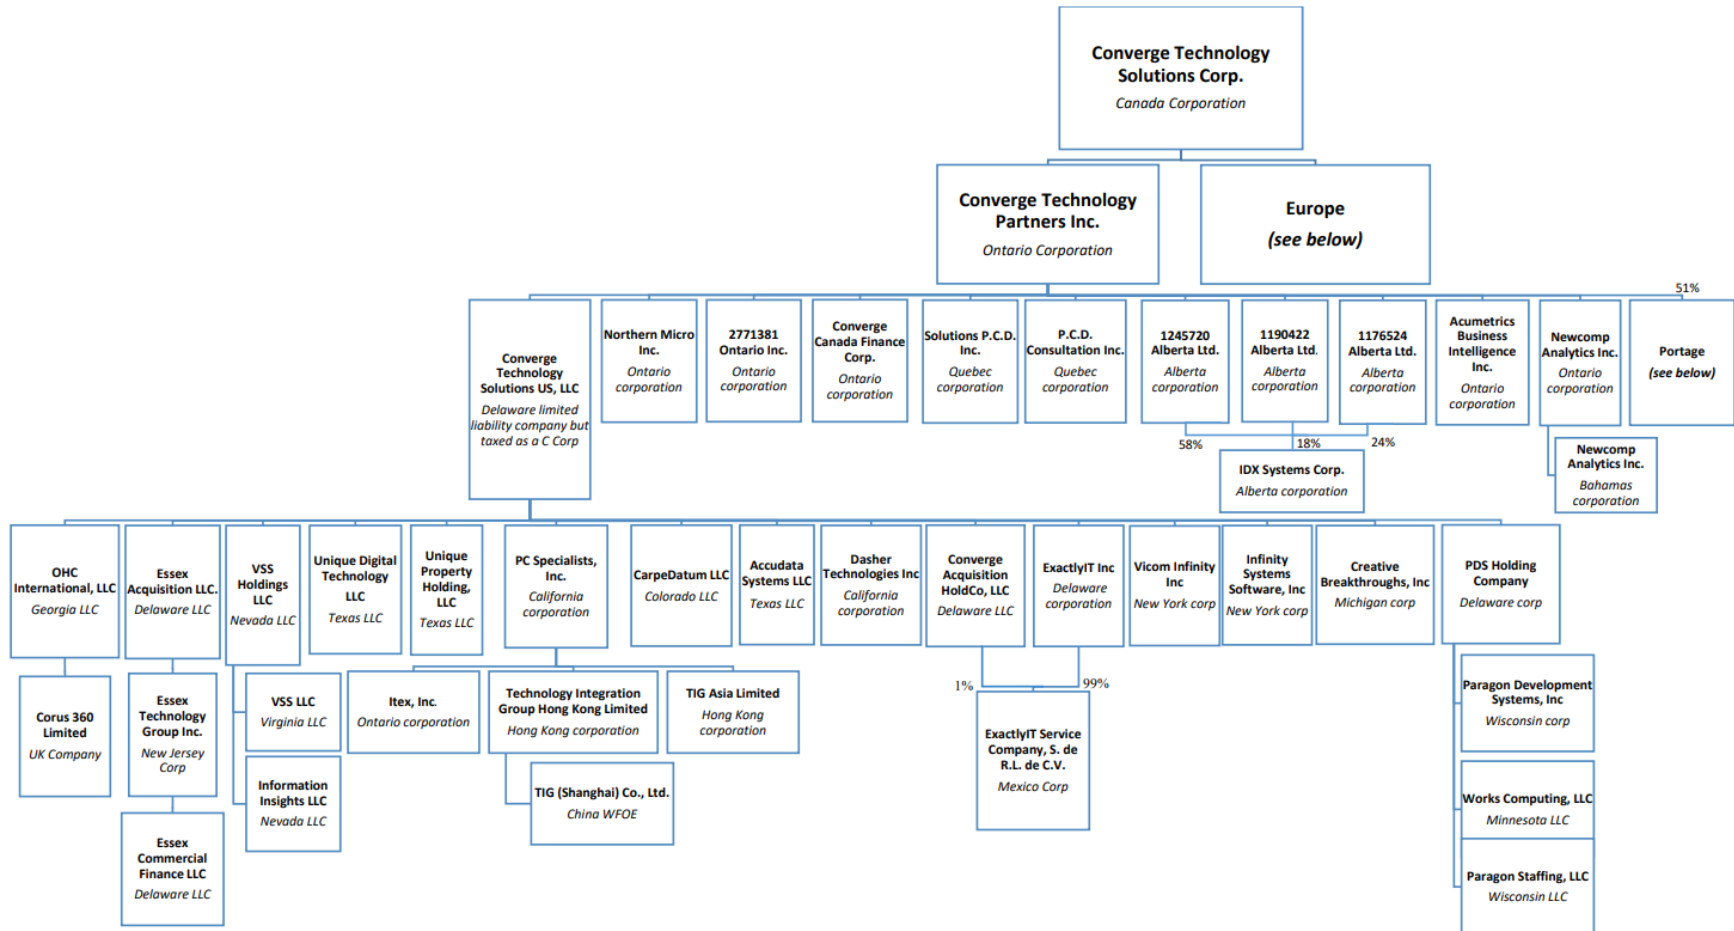 Converge Technology
Solutions Corp.
Canada Corporation
Converge Technology
Partners Inc.
Ontario Corporation
Europe
(see below)
51%
Converge
Technology
Solutions US, LLC
Delaware limited
liability company but
taxed as a C Corp
Northern Micro
Inc.
Ontario
corporation
2771381
Ontario Inc.
Ontario
corporation
Converge
Canada Finance
Corp.
Ontario
corporation
Solutions P.C.D.
Inc.
Quebec
corporation
P.C.D.
Consultation Inc.
Quebec
corporation
1245720
Alberta Ltd.
Alberta
corporation
1190422
Alberta Ltd.
Alberta
corporation
1176524
Alberta Ltd.
Alberta
corporation
Acumetrics
Business
Intelligence
Inc.
Ontario
corporation
Newcomp
Analytics Inc.
Ontario
corporation
Portage
(see below)
58%
18%
24%
IDX Systems Corp.
Alberta corporation
Newcomp
Analytics Inc.
Bahamas
corporation
OHC
International, LLC
Georgia LLC
Essex
Acquisition LLC.
Delaware LLC
VSS
Holdings LLC
Nevada LLC
Unique Digital
Technology
LLC
Texas LLC
Unique
Property
Holding,
LLC
Texas LLC
PC Specialists,
Inc.
California
corporation
CarpeDatum LLC
Colorado LLC
Accudata
Systems LLC
Texas LLC
Dasher
Technologies Inc
California
corporation
Converge
Acquisition
HoldCo, LLC
Delaware LLC
ExactlyIT Inc
Delaware
corporation
Vicom Infinity
Inc
New York corp
Infinity
Systems
Software, Inc
New York corp
Creative
Breakthroughs, Inc
Michigan corp
PDS Holding
Company
Delaware corp
Corus 360
Limited
UK Company
Essex
Technology
Group Inc.
New Jersey
Corp
VSS LLC
Virginia LLC
Itex, Inc.
Ontario corporation
Technology Integration
Group Hong Kong Limited
Hong Kong corporation
TIG Asia Limited
Hong Kong
corporation
1%
99%
ExactlyIT Service
Company, S. de
R.L. de C.V.
Mexico Corp
Paragon Development
Systems, Inc
Wisconsin corp
Information
Insights LLC
Nevada LLC
TIG (Shanghai) Co., Ltd.
China WFOE
Works Computing, LLC
Minnesota LLC
Essex
Commercial
Finance LLC
Delaware LLC
Paragon Staffing, LLC
Wisconsin LLC